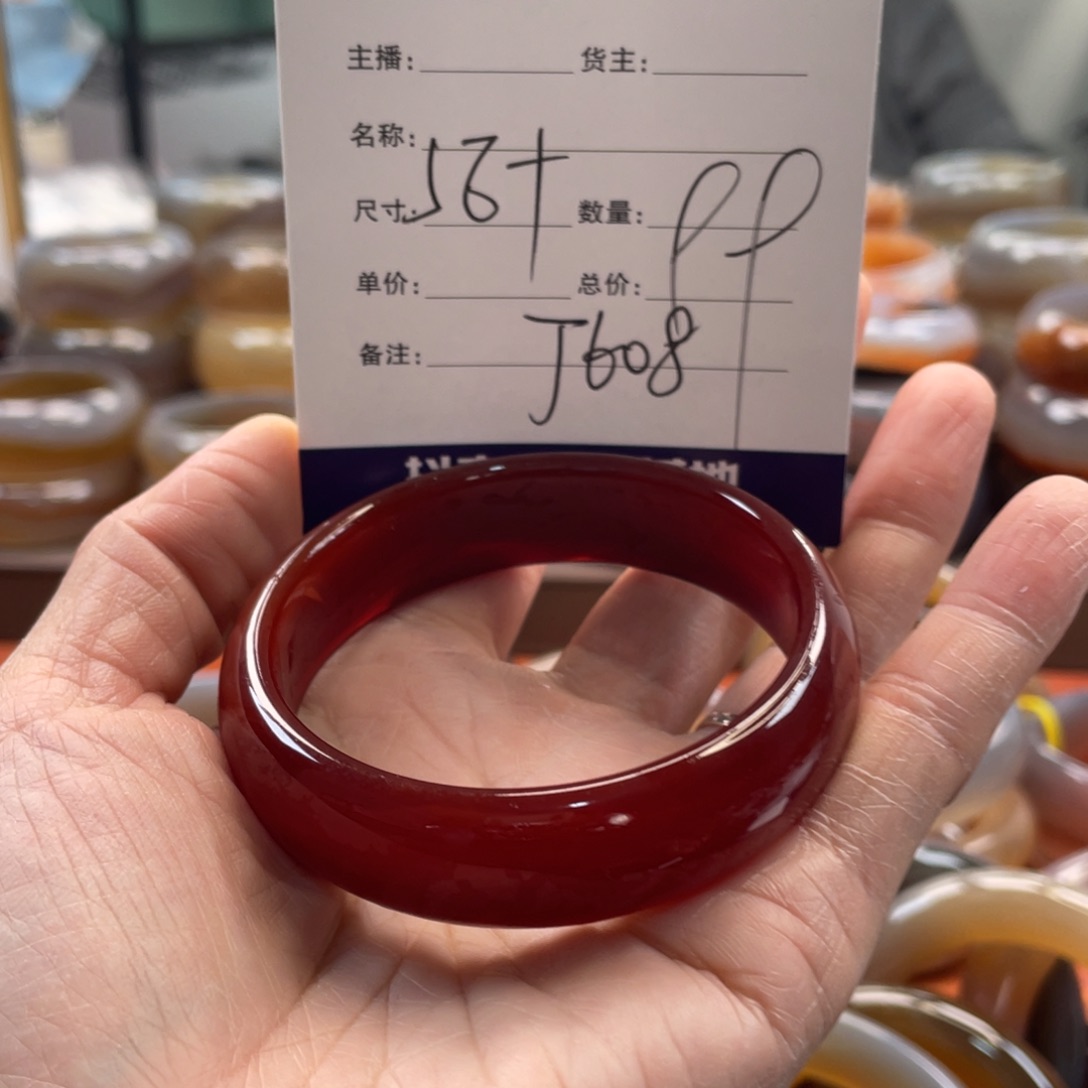 主播： 货主：
名称：
尺寸： 56+ 数量：
单价： 总价：
备注： J608